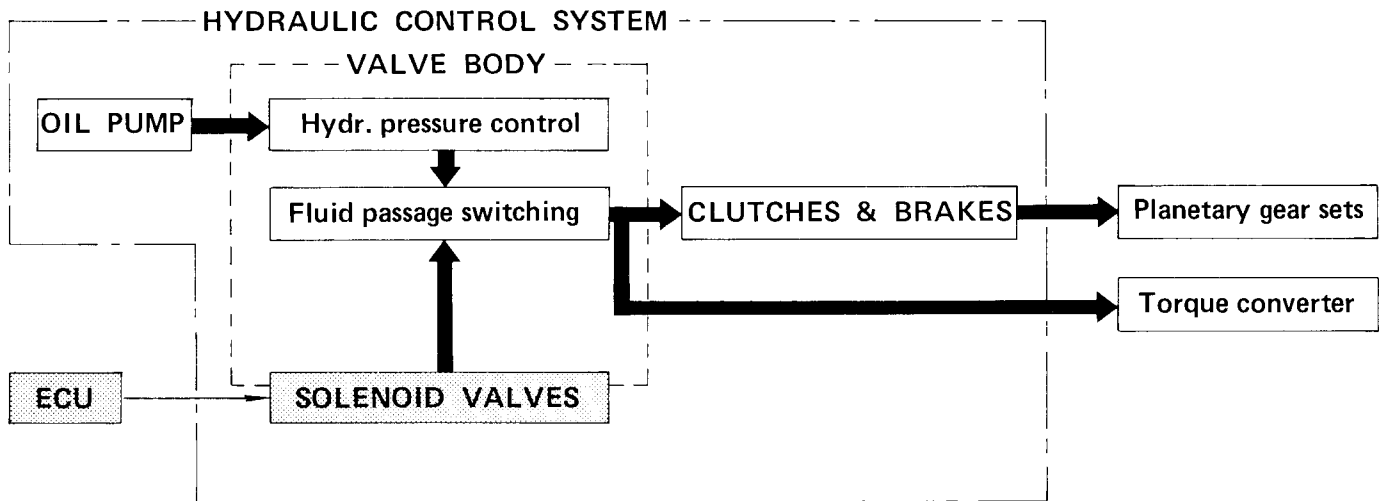 HYDRAULIC CONTROL SYSTEM
VALVE BODY
OIL PUMP
Hydr. pressure control
Fluid passage switching
CLUTCHES & BRAKES
Planetary gear sets
Torque converter
ECU
SOLENOID VALVES